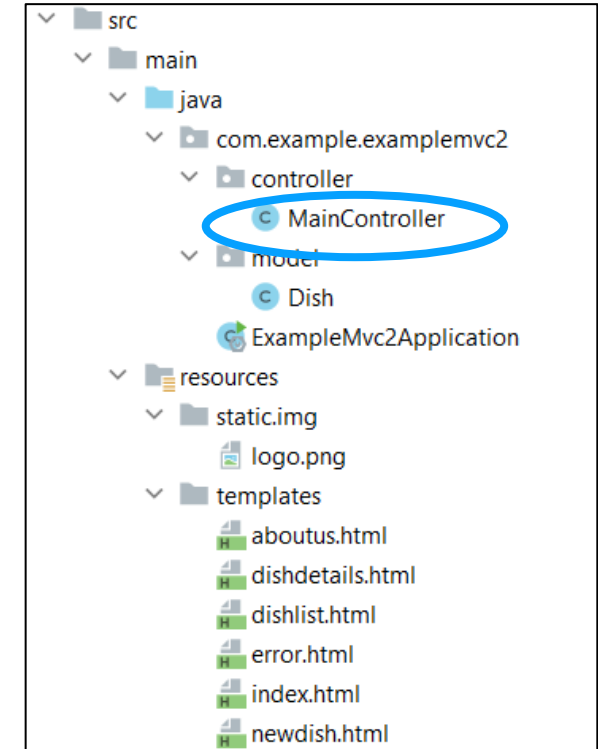 src
main
java
com.example.examplemvc2
controller
C MainController
model
C Dish
C ExampleMvc2Application
resources
static.img
logo.png
templates
H aboutus.html
H dishdetails.html
H dishlist.html
H error.html
H index.html
H newdish.html